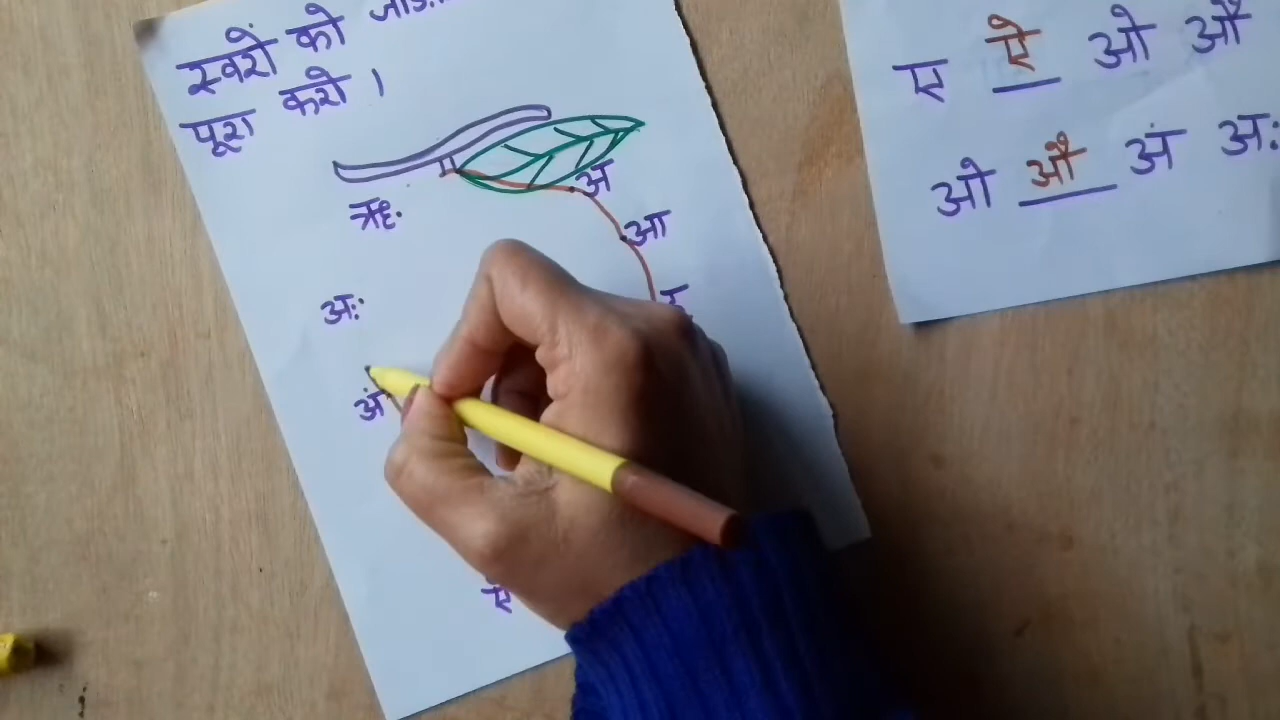 स्वरों को
पूरा करो ।
अ
ऋ.
आ
अः
अं
ए
ए ऐ ओ औ
ओ औ अं अः